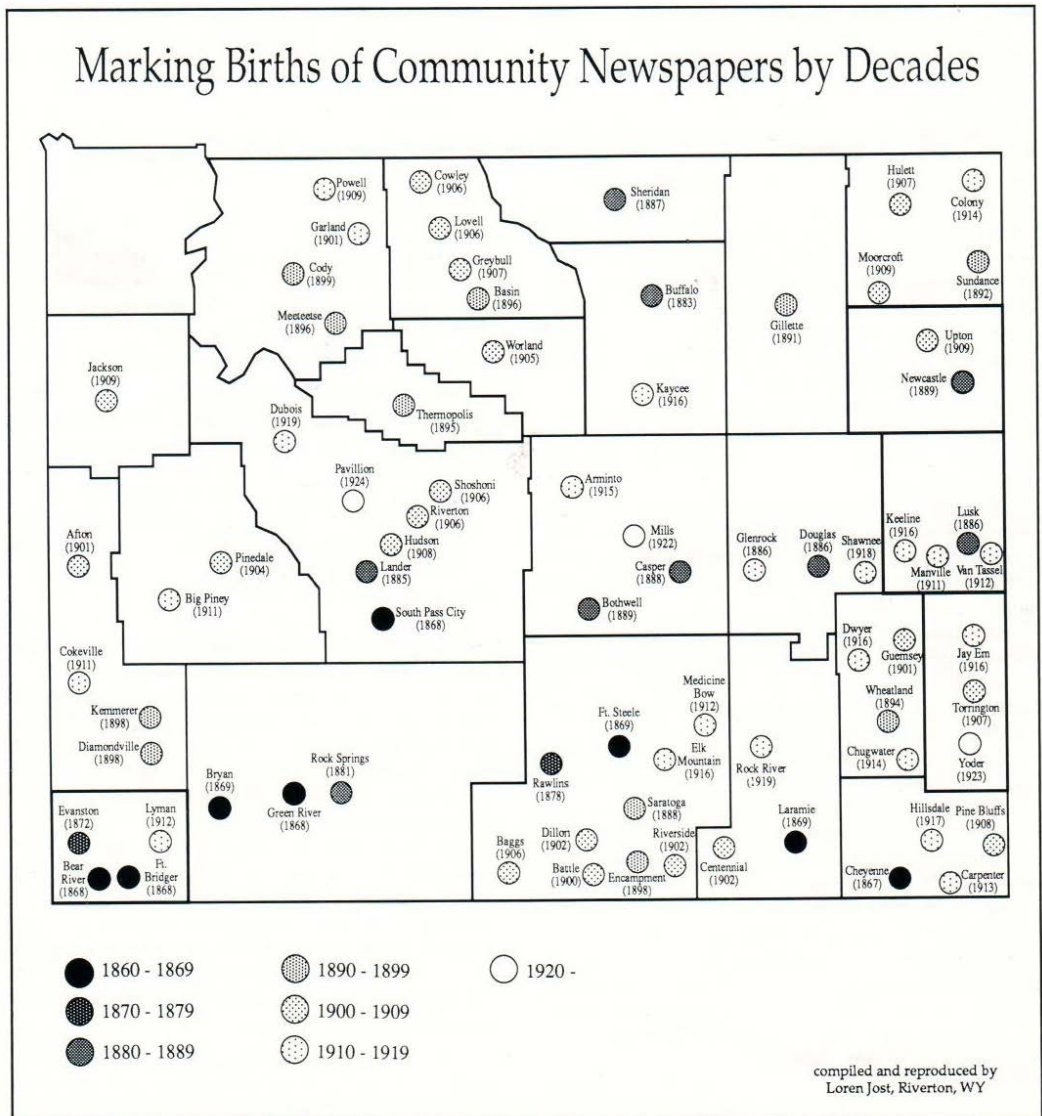 Marking Births of Community Newspapers by Decades
Powell
(1909)
Garland
(1901)
Cody
(1899)
Meeteetse
(1896)
Cowley
(1906)
Lovell
(1906)
Greybull
(1907)
Basin
(1896)
Sheridan
(1887)
Buffalo
(1883)
Kaycee
(1916)
Gillette
(1891)
Hulett
(1907)
Colony
(1914)
Moorcroft
(1909)
Sundance
(1892)
Upton
(1909)
Newcastle
(1889)
Jackson
(1909)
Worland
(1905)
Thermopolis
(1895)
Dubois
(1919)
Pavillion
(1924)
Shoshoni
(1906)
Riverton
(1906)
Hudson
(1908)
Lander
(1885)
South Pass City
(1868)
Arminto
(1915)
Mills
(1922)
Casper
(1888)
Bothwell
(1889)
Glenrock
(1886)
Douglas
(1886)
Shawnee
(1918)
Keeline
(1916)
Manville
(1911)
Lusk
(1886)
Van Tassel
(1912)
Afton
(1901)
Pinedale
(1904)
Big Piney
(1911)
Cokeville
(1911)
Kemmerer
(1898)
Diamondville
(1898)
Dwyer
(1916)
Guernsey
(1901)
Wheatland
(1894)
Chugwater
(1914)
Jay Em
(1916)
Torrington
(1907)
Yoder
(1923)
Evanston
(1872)
Lyman
(1912)
Bear
River
(1868)
Ft.
Bridger
(1868)
Bryan
(1869)
Green River
(1868)
Rock Springs
(1881)
Rawlins
(1878)
Ft. Steele
(1869)
Medicine
Bow
(1912)
Elk
Mountain
(1916)
Saratoga
(1888)
Baggs
(1906)
Dillon
(1902)
Battle
(1900)
Encampment
(1898)
Riverside
(1902)
Rock River
(1919)
Laramie
(1869)
Centennial
(1902)
Hillsdale
(1917)
Pine Bluffs
(1908)
Cheyenne
(1867)
Carpenter
(1913)
1860 - 1869
1870 - 1879
1880 - 1889
1890 - 1899
1900 - 1909
1910 - 1919
1920 -
compiled and reproduced by
Loren Jost, Riverton, WY